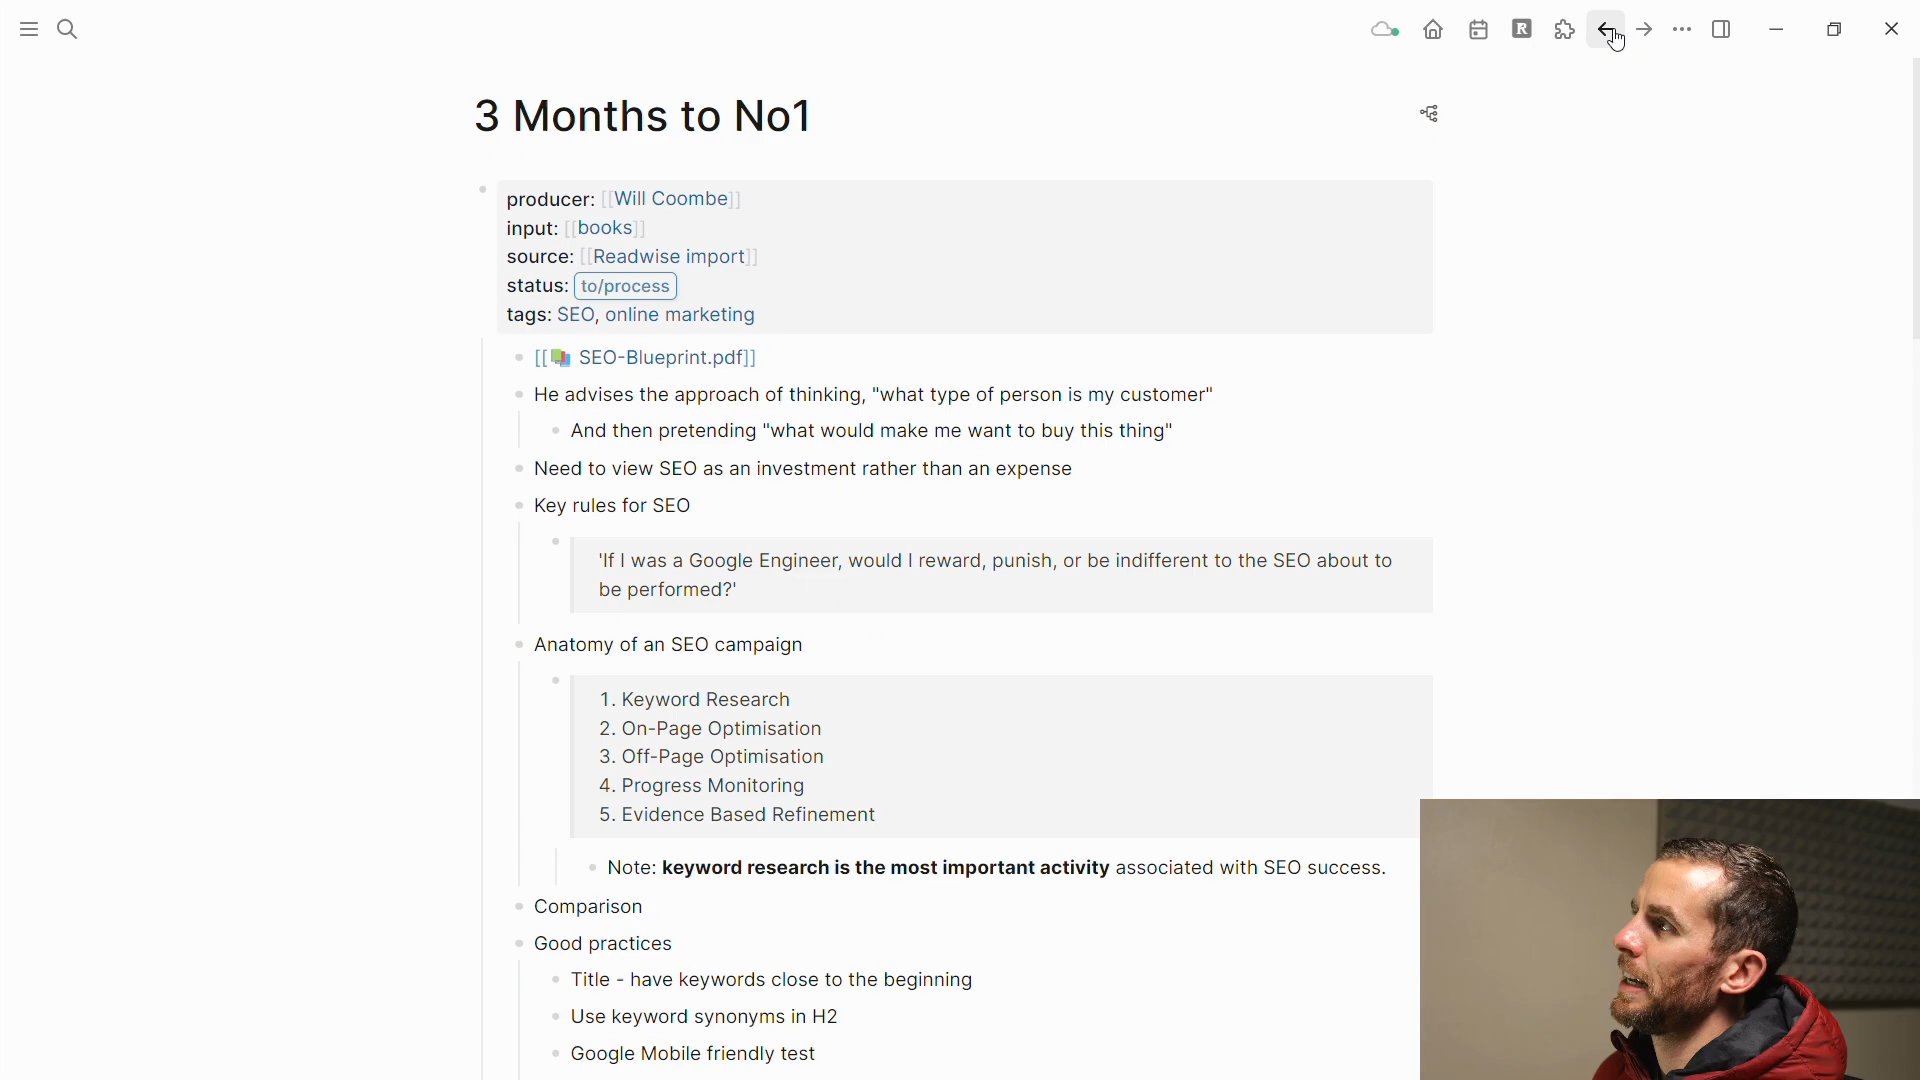 R
3 Months to No1
producer: [[Will Coombe]]
input: [[books]]
source: [[Readwise import]]
status: to/process
tags: SEO, online marketing
[[📚 SEO-Blueprint.pdf]]
He advises the approach of thinking, "what type of person is my customer"
And then pretending "what would make me want to buy this thing"
Need to view SEO as an investment rather than an expense
Key rules for SEO
'If I was a Google Engineer, would I reward, punish, or be indifferent to the SEO about to
be performed?'
Anatomy of an SEO campaign
1. Keyword Research
2. On-Page Optimisation
3. Off-Page Optimisation
4. Progress Monitoring
5. Evidence Based Refinement
Note: keyword research is the most important activity associated with SEO success.
Comparison
Good practices
Title - have keywords close to the beginning
Use keyword synonyms in H2
Google Mobile friendly test